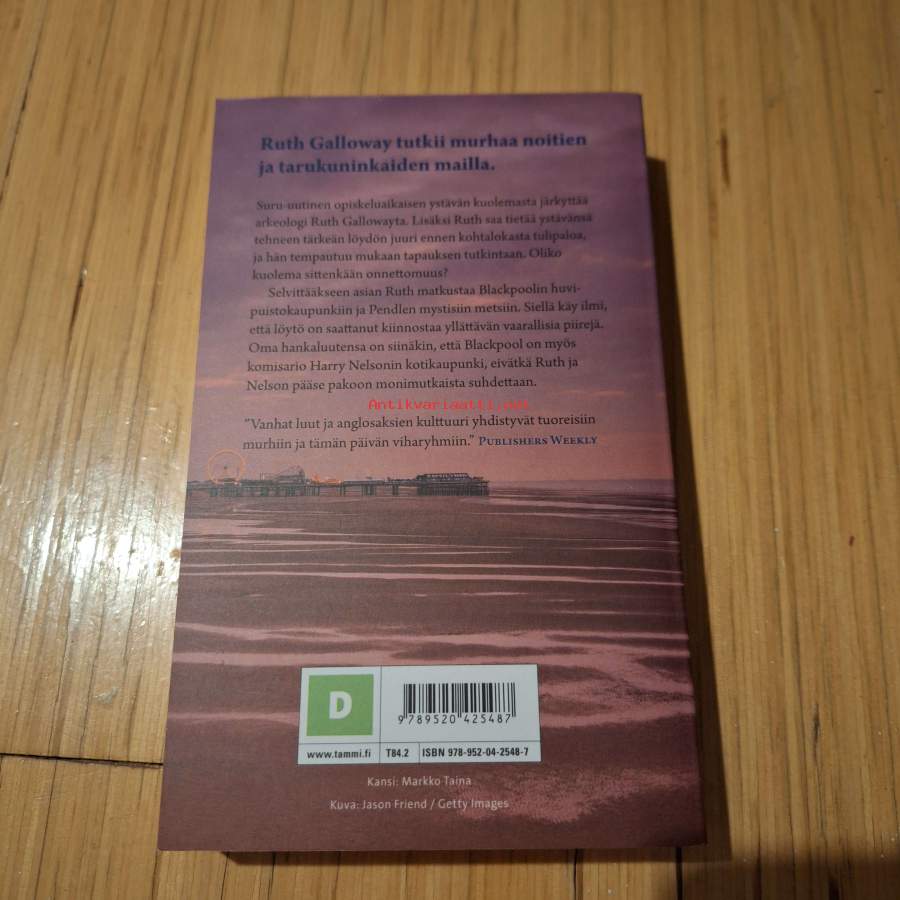 Ruth Galloway tutkii murhaa noitien
ja tarukuninkaiden mailla.
Suru-uutinen opiskeluaikaisen ystävän kuolemasta järkyttää
arkeologi Ruth Gallowayta. Lisäksi Ruth saa tietää ystävänsä
tehneen tärkeän löydön juuri ennen kohtalokasta tulipaloa,
ja hän tempautuu mukaan tapauksen tutkintaan. Oliko
kuolema sittenkään onnettomuus?
Selvittääkseen asian Ruth matkustaa Blackpoolin huvi-
puistokaupunkiin ja Pendlen mystisiin metsiin. Siellä käy ilmi,
että löytö on saattanut kiinnostaa yllättävän vaarallisia piirejä.
Oma hankaluutensa on siinäkin, että Blackpool on myös
komisario Harry Nelsonin kotikaupunki, eivätkä Ruth ja
Nelson pääse pakoon monimutkaista suhdettaan.
Antikvariaatti.net
"Vanhat luut ja anglosaksien kulttuuri yhdistyvät tuoreisiin
murhiin ja tämän päivän viharyhmiin." PUBLISHERS WEEKLY
D
9 789520 425487
www.tammi.fi T84.2 ISBN 978-952-04-2548-7
Kansi: Markko Taina
Kuva: Jason Friend / Getty Images